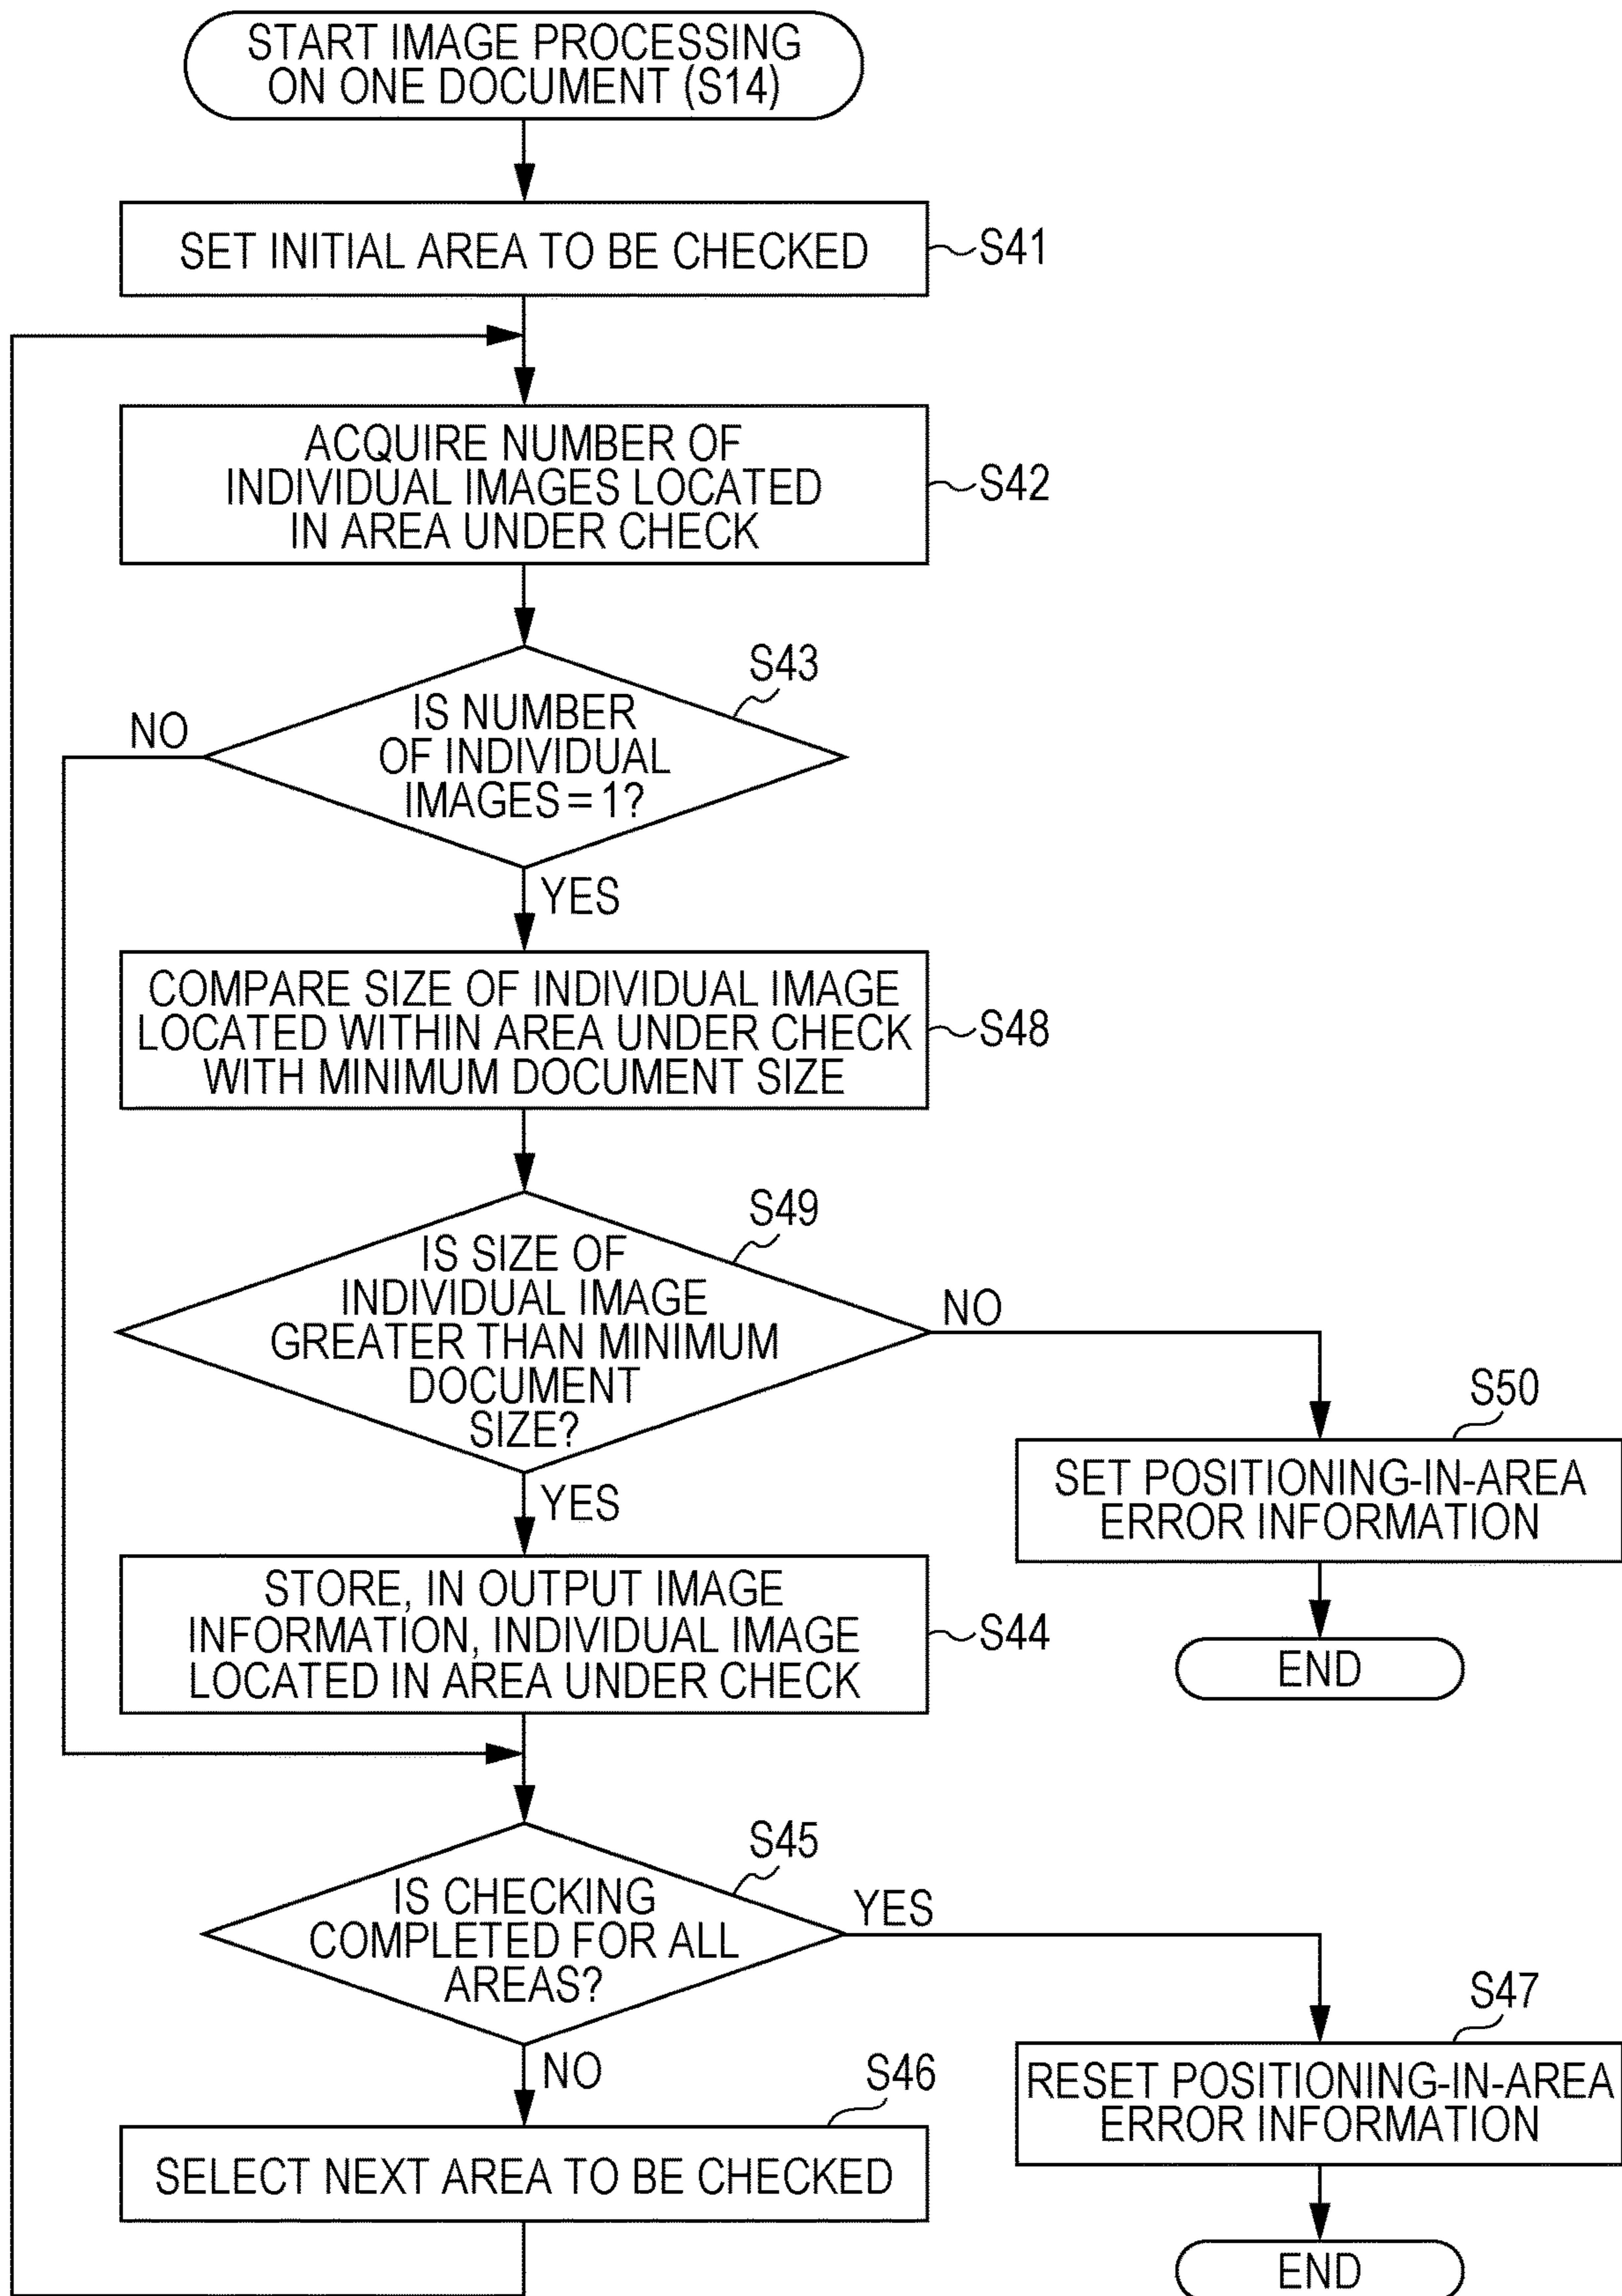 START IMAGE PROCESSING
ON ONE DOCUMENT (S14)
SET INITIAL AREA TO BE CHECKED
S41
ACQUIRE NUMBER OF
INDIVIDUAL IMAGES LOCATED
IN AREA UNDER CHECK
S42
S43
IS NUMBER
OF INDIVIDUAL
IMAGES = 1?
NO
YES
COMPARE SIZE OF INDIVIDUAL IMAGE
LOCATED WITHIN AREA UNDER CHECK
WITH MINIMUM DOCUMENT SIZE
S48
S49
IS SIZE OF
INDIVIDUAL IMAGE
GREATER THAN MINIMUM
DOCUMENT
SIZE?
NO
YES
S50
SET POSITIONING-IN-AREA
ERROR INFORMATION
END
STORE, IN OUTPUT IMAGE
INFORMATION, INDIVIDUAL IMAGE
LOCATED IN AREA UNDER CHECK
S44
S45
IS CHECKING
COMPLETED FOR ALL
AREAS?
YES
NO
S47
RESET POSITIONING-IN-AREA
ERROR INFORMATION
END
S46
SELECT NEXT AREA TO BE CHECKED